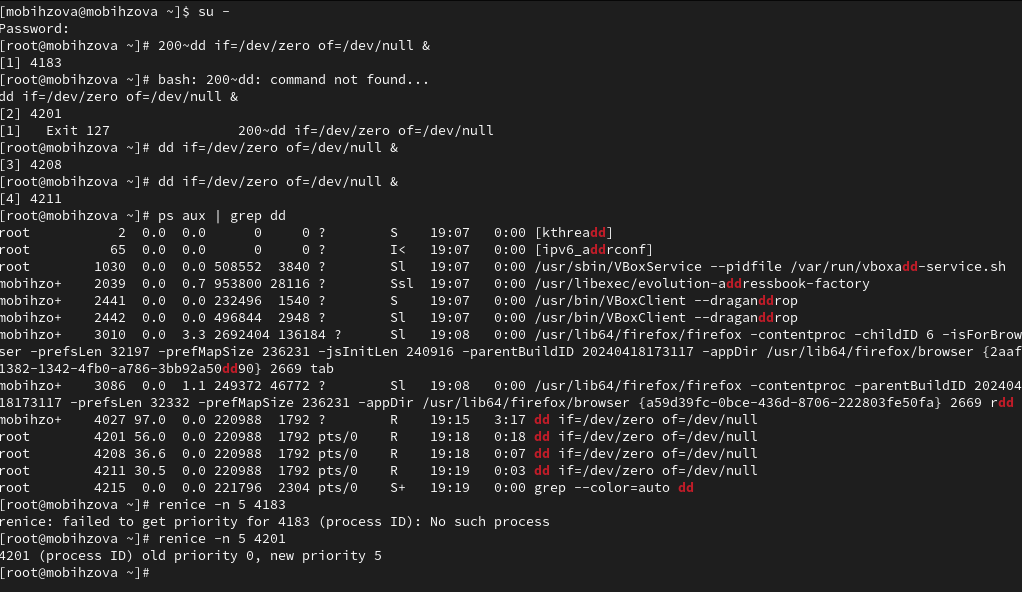 [mobihzova@mobihzova ~]$ su -
Password:
[root@mobihzova ~]# 200~dd if=/dev/zero of=/dev/null &
[1] 4183
[root@mobihzova ~]# bash: 200~dd: command not found...
dd if=/dev/zero of=/dev/null &
[2] 4201
[1]   Exit 127                200~dd if=/dev/zero of=/dev/null
[root@mobihzova ~]# dd if=/dev/zero of=/dev/null &
[3] 4208
[root@mobihzova ~]# dd if=/dev/zero of=/dev/null &
[4] 4211
[root@mobihzova ~]# ps aux | grep dd
root           2  0.0  0.0      0     0 ?        S    19:07   0:00 [kthreadd]
root          65  0.0  0.0      0     0 ?        I<   19:07   0:00 [ipv6_addrconf]
root        1030  0.0  0.0 508552  3840 ?        Sl   19:07   0:00 /usr/sbin/VBoxService --pidfile /var/run/vboxadd-service.sh
mobihzo+    2039  0.0  0.7 953800 28116 ?        Ssl  19:07   0:00 /usr/libexec/evolution-addressbook-factory
mobihzo+    2441  0.0  0.0 232496  1540 ?        S    19:07   0:00 /usr/bin/VBoxClient --draganddrop
mobihzo+    2442  0.0  0.0 496844  2948 ?        Sl   19:07   0:00 /usr/bin/VBoxClient --draganddrop
mobihzo+    3010  0.0  3.3 2692404 136184 ?      Sl   19:08   0:00 /usr/lib64/firefox/firefox -contentproc -childID 6 -isForBrow
ser -prefsLen 32197 -prefMapSize 236231 -jsInitLen 240916 -parentBuildID 20240418173117 -appDir /usr/lib64/firefox/browser {2aaf
1382-1342-4fb0-a786-3bb92a50dd90} 2669 tab
mobihzo+    3086  0.0  1.1 249372 46772 ?        Sl   19:08   0:00 /usr/lib64/firefox/firefox -contentproc -parentBuildID 202404
18173117 -prefsLen 32332 -prefMapSize 236231 -appDir /usr/lib64/firefox/browser {a59d39fc-0bce-436d-8706-222803fe50fa} 2669 rdd
mobihzo+    4027 97.0  0.0 220988  1792 ?        R    19:15   3:17 dd if=/dev/zero of=/dev/null
root        4201 56.0  0.0 220988  1792 pts/0    R    19:18   0:18 dd if=/dev/zero of=/dev/null
root        4208 36.6  0.0 220988  1792 pts/0    R    19:18   0:07 dd if=/dev/zero of=/dev/null
root        4211 30.5  0.0 220988  1792 pts/0    R    19:19   0:03 dd if=/dev/zero of=/dev/null
root        4215  0.0  0.0 221796  2304 pts/0    S+   19:19   0:00 grep --color=auto dd
[root@mobihzova ~]# renice -n 5 4183
renice: failed to get priority for 4183 (process ID): No such process
[root@mobihzova ~]# renice -n 5 4201
4201 (process ID) old priority 0, new priority 5
[root@mobihzova ~]#